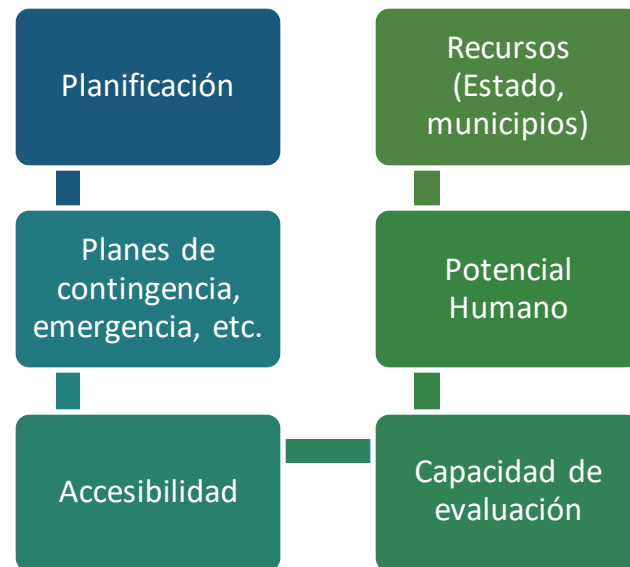 Planificación
Planes de
contingencia,
emergencia, etc.
Accesibilidad
Capacidad de
evaluación
Potencial
Humano
Recursos
(Estado,
municipios)